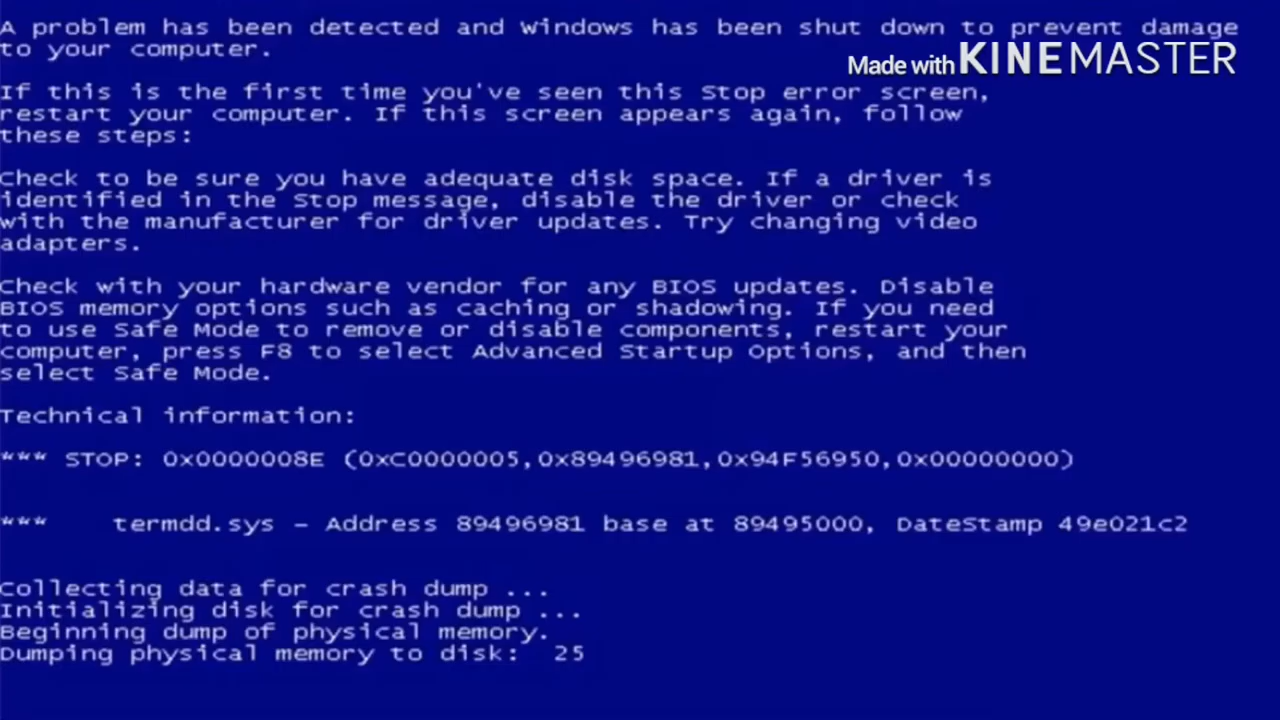 A problem has been detected and Windows has been shut down to prevent damage
to your computer.
Made with KINEMASTER
If this is the first time you've seen this Stop error screen,
restart your computer. If this screen appears again, follow
these steps:
Check to be sure you have adequate disk space. If a driver is
identified in the Stop message, disable the driver or check
with the manufacturer for driver updates. Try changing video
adapters.
Check with your hardware vendor for any BIOS updates. Disable
BIOS memory options such as caching or shadowing. If you need
to use Safe Mode to remove or disable components, restart your
computer, press F8 to select Advanced Startup Options, and then
select Safe Mode.
Technical information:
*** STOP: 0x0000008E (0xC0000005,0x89496981,0x94F56950,0x00000000)
*** termdd.sys - Address 89496981 base at 89495000, DateStamp 49e021c2
Collecting data for crash dump ...
Initializing disk for crash dump ...
Beginning dump of physical memory.
Dumping physical memory to disk: 25